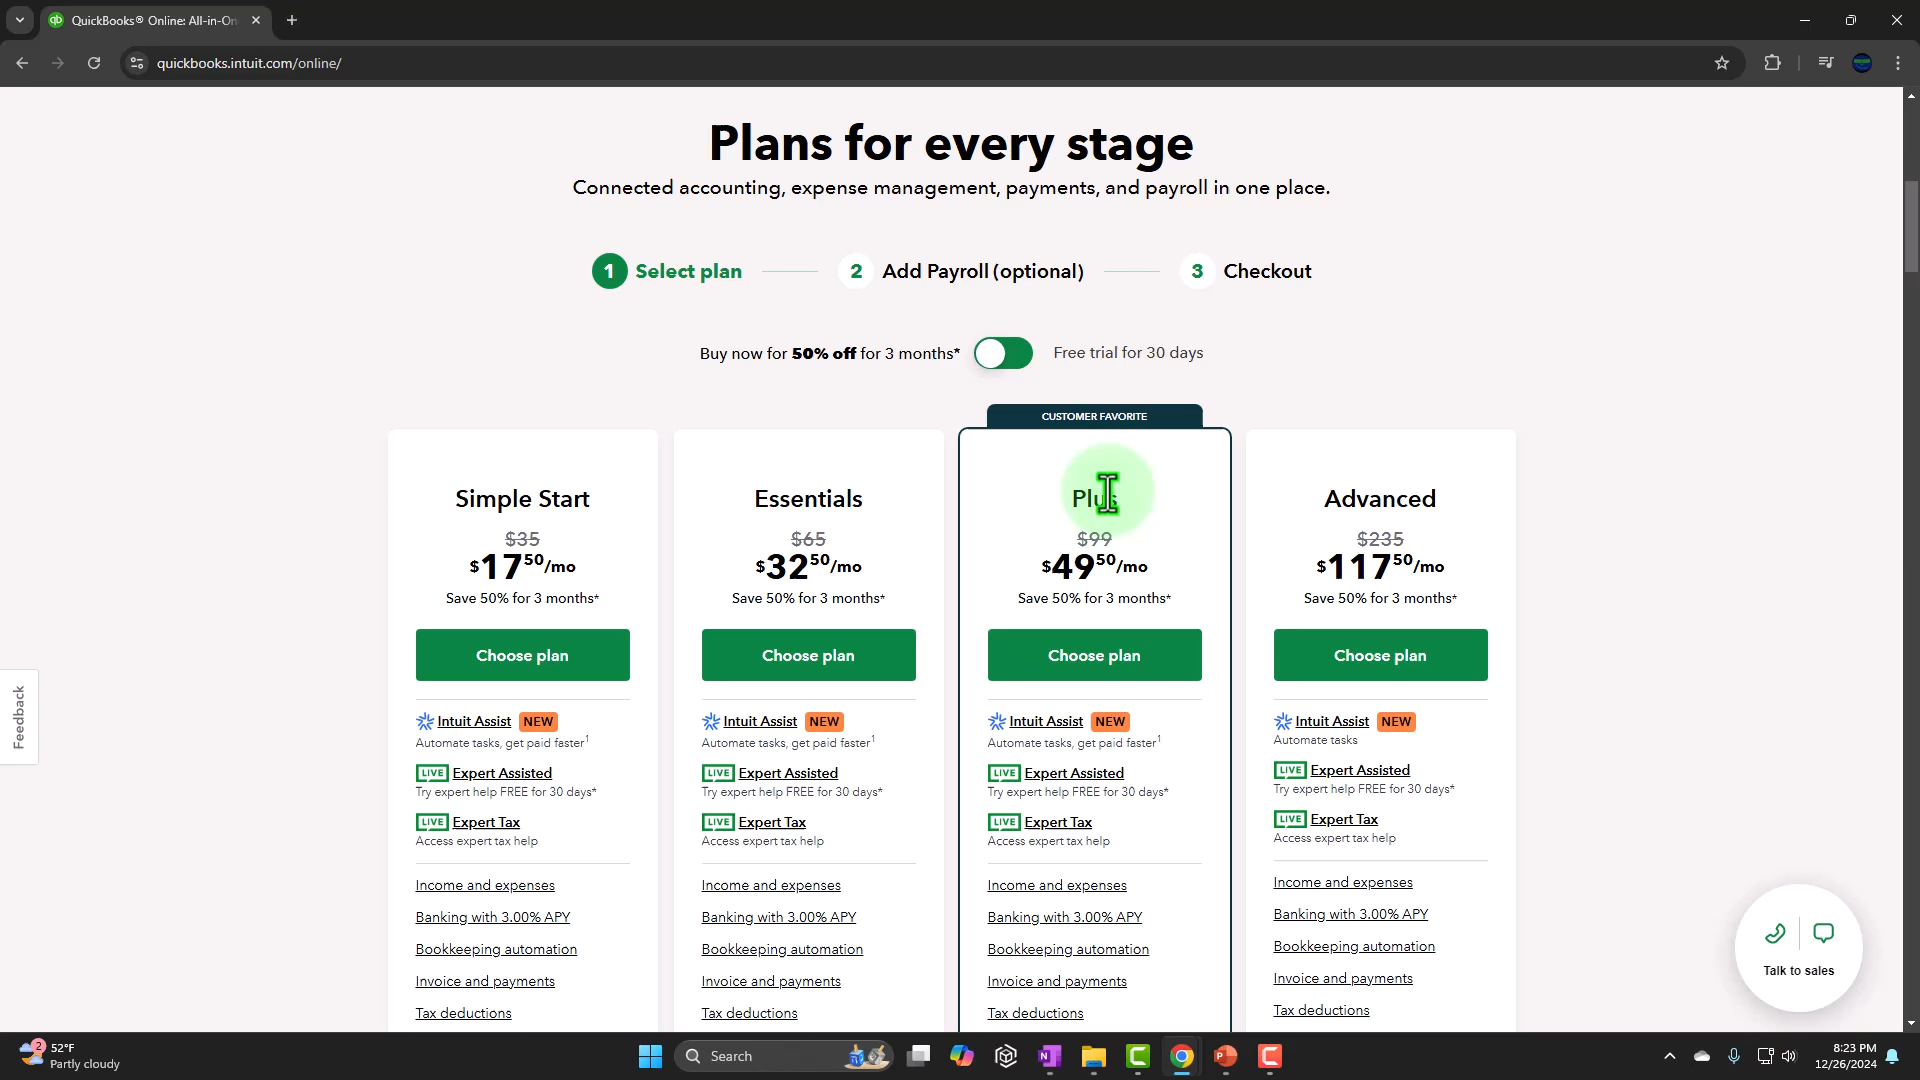 QuickBooks® Online: All-in-On
quickbooks.intuit.com/online/
Plans for every stage
Connected accounting, expense management, payments, and payroll in one place.
1 Select plan 2 Add Payroll (optional) 3 Checkout
Buy now for 50% off for 3 months* Free trial for 30 days
CUSTOMER FAVORITE
Simple Start
$35
$17 50/mo
Save 50% for 3 months*
Choose plan
Intuit Assist NEW
Automate tasks, get paid faster1
LIVE Expert Assisted
Try expert help FREE for 30 days*
LIVE Expert Tax
Access expert tax help
Income and expenses
Banking with 3.00% APY
Bookkeeping automation
Invoice and payments
Tax deductions
Essentials
$65
$32 50/mo
Save 50% for 3 months*
Choose plan
Intuit Assist NEW
Automate tasks, get paid faster1
LIVE Expert Assisted
Try expert help FREE for 30 days*
LIVE Expert Tax
Access expert tax help
Income and expenses
Banking with 3.00% APY
Bookkeeping automation
Invoice and payments
Tax deductions
Plus
$99
$49 50/mo
Save 50% for 3 months*
Choose plan
Intuit Assist NEW
Automate tasks, get paid faster1
LIVE Expert Assisted
Try expert help FREE for 30 days*
LIVE Expert Tax
Access expert tax help
Income and expenses
Banking with 3.00% APY
Bookkeeping automation
Invoice and payments
Tax deductions
Advanced
$235
$117 50/mo
Save 50% for 3 months*
Choose plan
Intuit Assist NEW
Automate tasks
LIVE Expert Assisted
Try expert help FREE for 30 days*
LIVE Expert Tax
Access expert tax help
Income and expenses
Banking with 3.00% APY
Bookkeeping automation
Invoice and payments
Tax deductions
Feedback
Talk to sales
2
52°F
Partly cloudy
Search
8:23 PM
12/26/2024